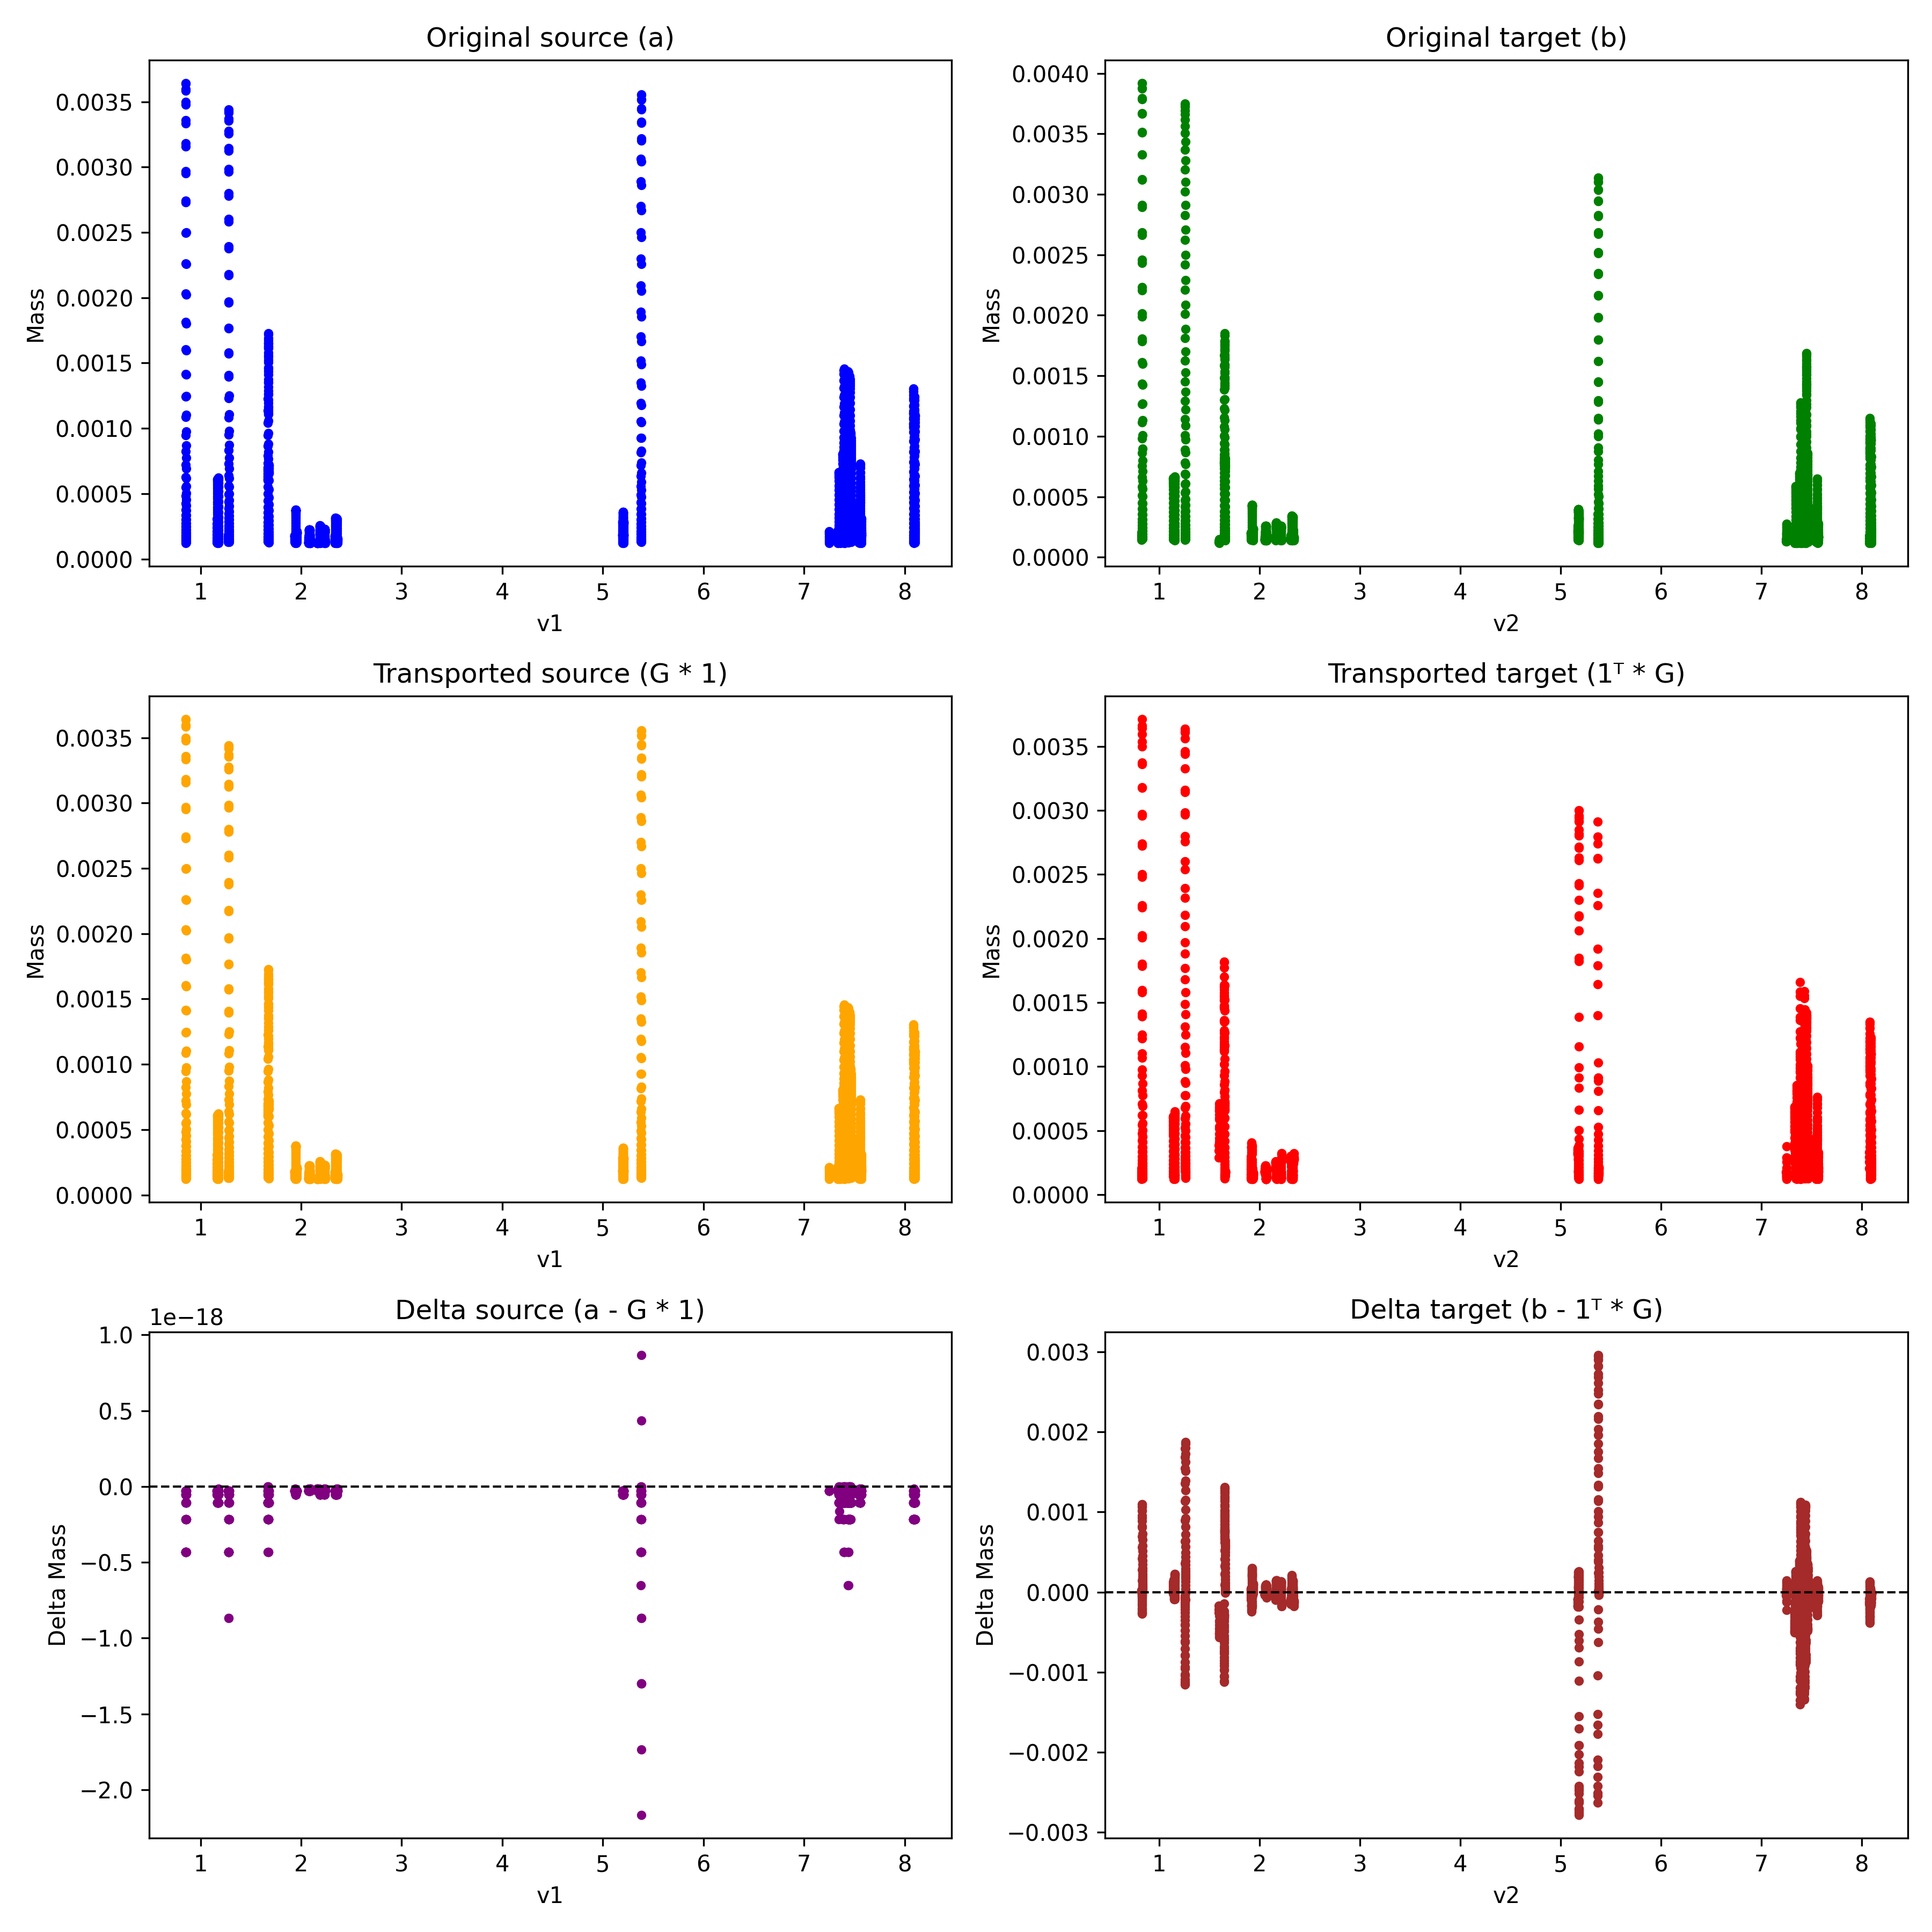 Original source (a)
Mass
0.0035
0.0030
0.0025
0.0020
0.0015
0.0010
0.0005
0.0000
1 2 3 4 5 6 7 8
v1
Original target (b)
Mass
0.0040
0.0035
0.0030
0.0025
0.0020
0.0015
0.0010
0.0005
0.0000
1 2 3 4 5 6 7 8
v2
Transported source (G * 1)
Mass
0.0035
0.0030
0.0025
0.0020
0.0015
0.0010
0.0005
0.0000
1 2 3 4 5 6 7 8
v1
Transported target (1ᵀ * G)
Mass
0.0035
0.0030
0.0025
0.0020
0.0015
0.0010
0.0005
0.0000
1 2 3 4 5 6 7 8
v2
Delta source (a - G * 1)
1e−18
Delta Mass
1.0
0.5
0.0
−0.5
−1.0
−1.5
−2.0
1 2 3 4 5 6 7 8
v1
Delta target (b - 1ᵀ * G)
Delta Mass
0.003
0.002
0.001
0.000
−0.001
−0.002
−0.003
1 2 3 4 5 6 7 8
v2